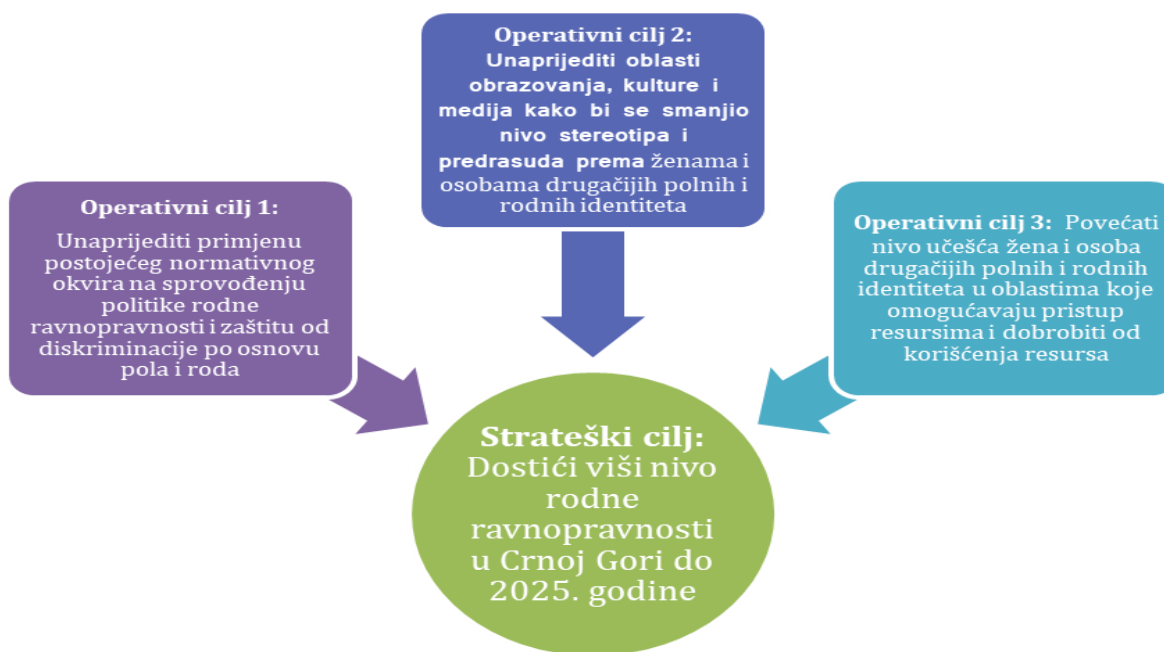 Operativni cilj 1:
Unaprijediti primjenu
postojećeg normativnog
okvira na sprovođenju
politike rodne
ravnopravnosti i zaštitu od
diskriminacije po osnovu
pola i roda
Operativni cilj 2:
Unaprijediti oblasti
obrazovanja, kulture i
medija kako bi se smanjio
nivo stereotipa i
predrasuda prema ženama i
osobama drugačijih polnih i
rodnih identiteta
Operativni cilj 3: Povećati
nivo učešća žena i osoba
drugačijih polnih i rodnih
identiteta u oblastima koje
omogućavaju pristup
resursima i dobrobiti od
korišćenja resursa
Strateški cilj:
Dostići viši nivo
rodne
ravnopravnosti
u Crnoj Gori do
2025. godine